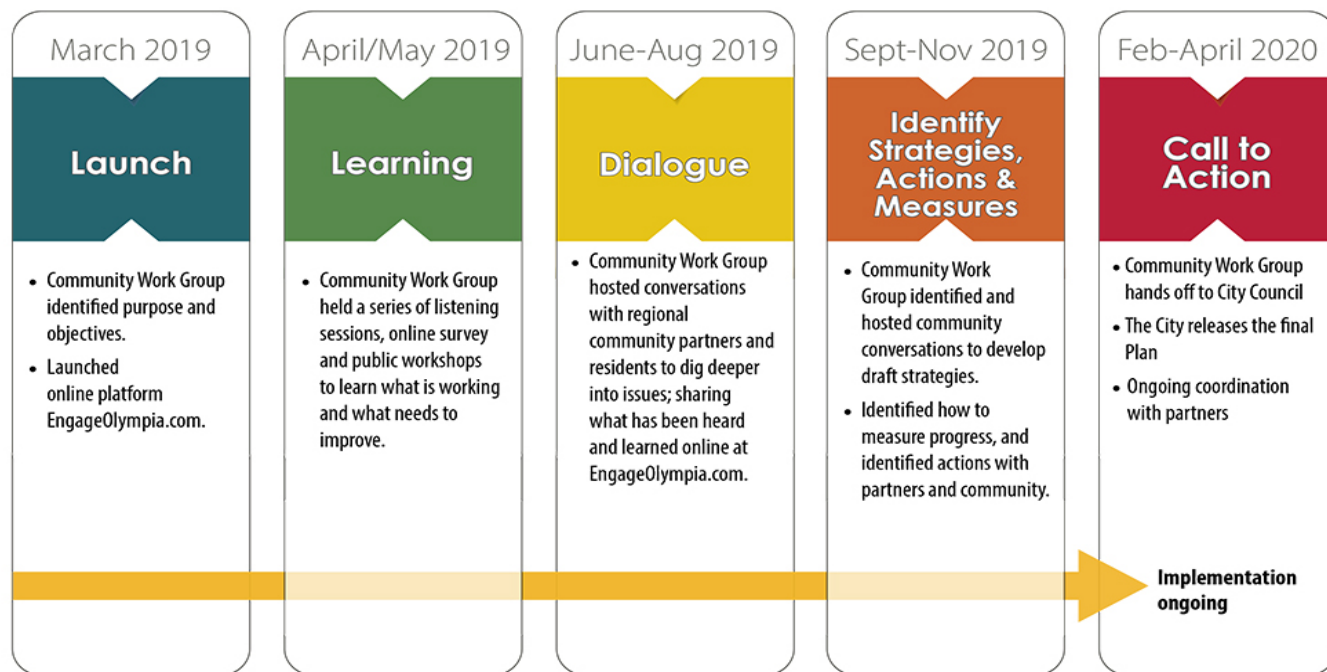 March 2019
Launch
• Community Work Group
identified purpose and
objectives.
• Launched
online platform
EngageOlympia.com.
April/May 2019
Learning
• Community Work Group
held a series of listening
sessions, online survey
and public workshops
to learn what is working
and what needs to
improve.
June-Aug 2019
Dialogue
• Community Work Group
hosted conversations
with regional
community partners and
residents to dig deeper
into issues; sharing
what has been heard
and learned online at
EngageOlympia.com.
Sept-Nov 2019
Identify
Strategies,
Actions &
Measures
• Community Work
Group identified and
hosted community
conversations to develop
draft strategies.
• Identified how to
measure progress, and
identified actions with
partners and community.
Feb-April 2020
Call to
Action
• Community Work Group
hands off to City Council
• The City releases the final
Plan
• Ongoing coordination
with partners
Implementation
ongoing